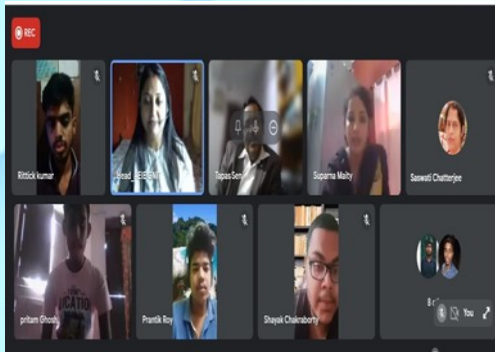 REC
Rittick kumar
Tapas Sen
Suparna Maity
Saswati Chatterjee
pritam Ghosh
Prantik Roy
Shayak Chakraborty
You